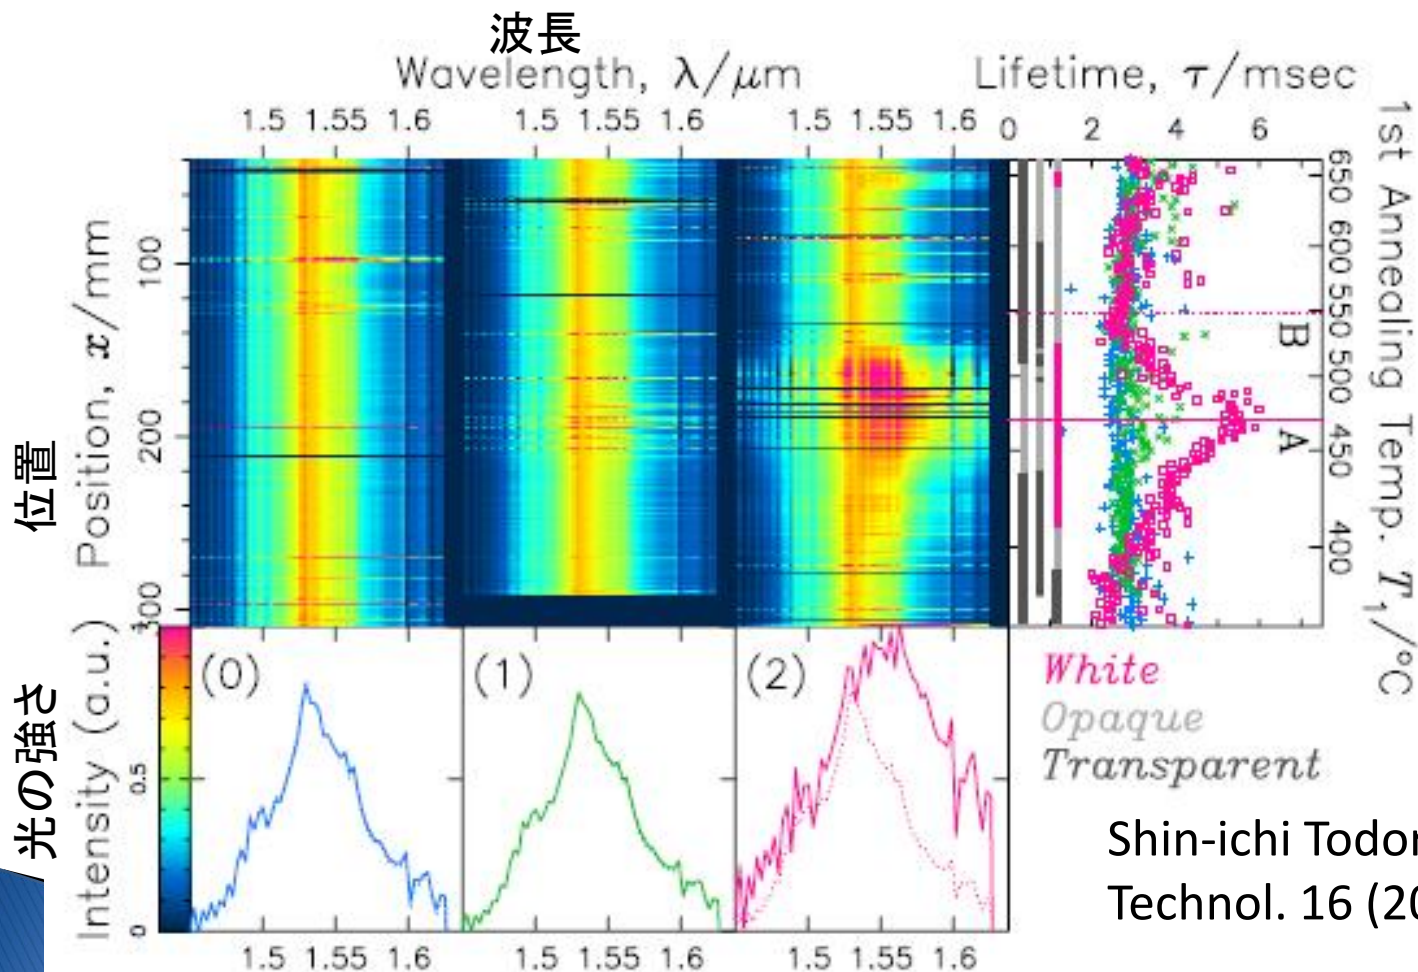 波長
Wavelength, λ/μm
Lifetime, τ/msec
1.5 1.55 1.6
1.5 1.55 1.6
1.5 1.55 1.6
0 2 4 6
位置
Position, x/mm
100
200
300
650
600
550
500
450
400
B
A
1st Annealing Temp. T₁/°C
光の強さ
Intensity (a.u.)
1
0.5
0
(0)
(1)
(2)
White
Opaque
Transparent
1.5 1.55 1.6
1.5 1.55 1.6
1.5 1.55 1.6
Shin-ichi
Technol. 16